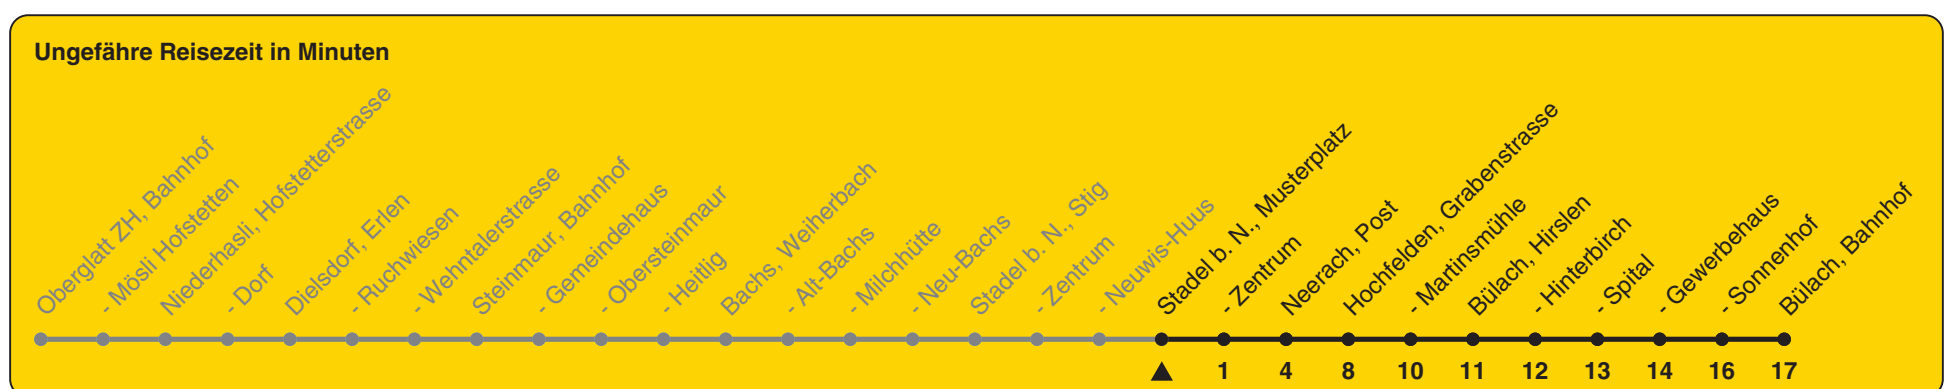 Ungefähre Reisezeit in Minuten
Oberglatt ZH, Bahnhof
- Mösli Hofstetten
Niederhasli, Hofstetterstrasse
- Dorf
Dielsdorf, Erlen
- Ruchwiesen
- Wehntalerstrasse
Steinmaur, Bahnhof
- Gemeindehaus
- Obersteinmaur
- Heitlig
Bachs, Weiherbach
- Alt-Bachs
- Milchhütte
- Neu-Bachs
Stadel b. N., Stig
- Zentrum
- Neuwis-Huus
Stadel b. N., Musterplatz
- Zentrum
Neerach, Post
Hochfelden, Grabenstrasse
- Martinsmühle
Bülach, Hirslen
- Hinterbirch
- Spital
- Gewerbehaus
- Sonnenhof
Bülach, Bahnhof
1 4 8 10 11 12 13 14 16 17